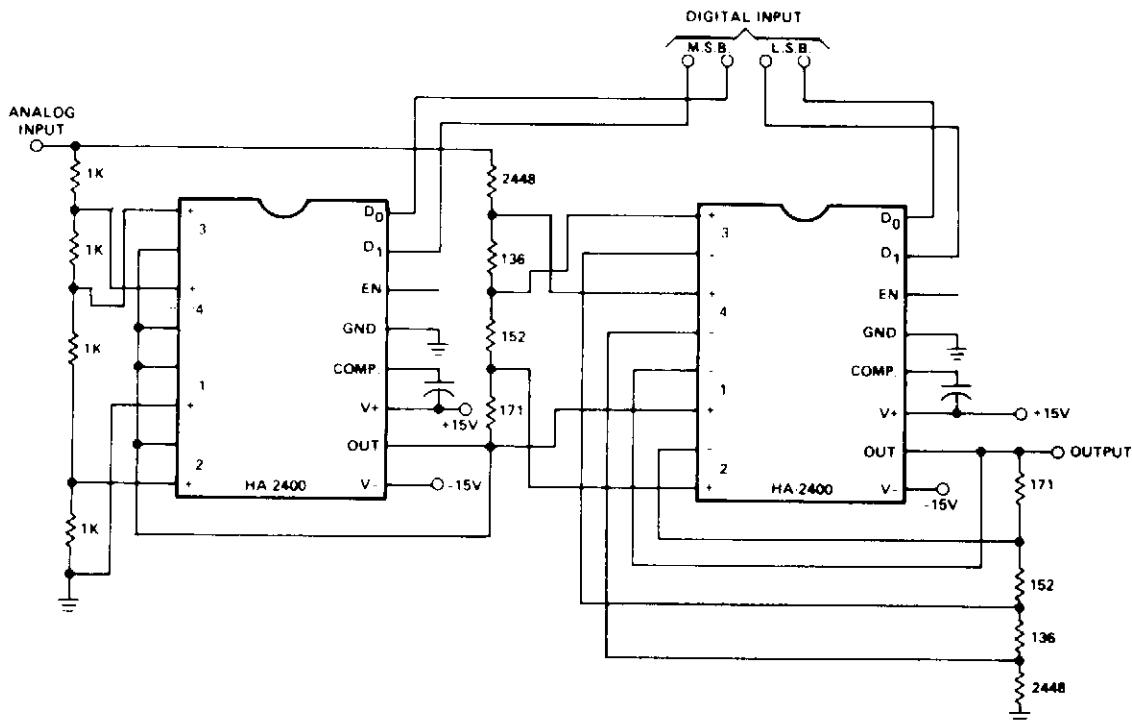 DIGITAL INPUT
M.S.B. L.S.B.
ANALOG
INPUT
1K
1K
1K
1K
+
3
+
4
1
+
2
+
HA 2400
D0
D1
EN
GND
COMP.
V+
OUT
V-
+15V
-15V
2448
136
152
171
+
3
-
+
4
-
-
1
+
-
2
+
HA-2400
D0
D1
EN
GND
COMP.
V+
OUT
V-
+15V
OUTPUT
-15V
171
152
136
2448